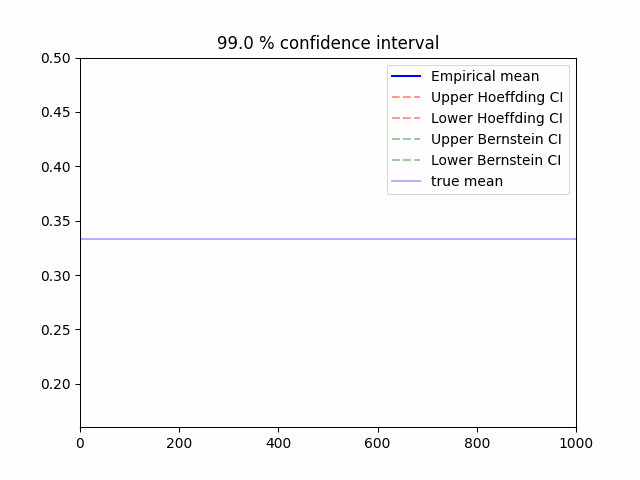 99.0 % confidence interval
0.50
0.45
0.40
0.35
0.30
0.25
0.20
Empirical mean
Upper Hoeffding CI
Lower Hoeffding CI
Upper Bernstein CI
Lower Bernstein CI
true mean
0 200 400 600 800 1000